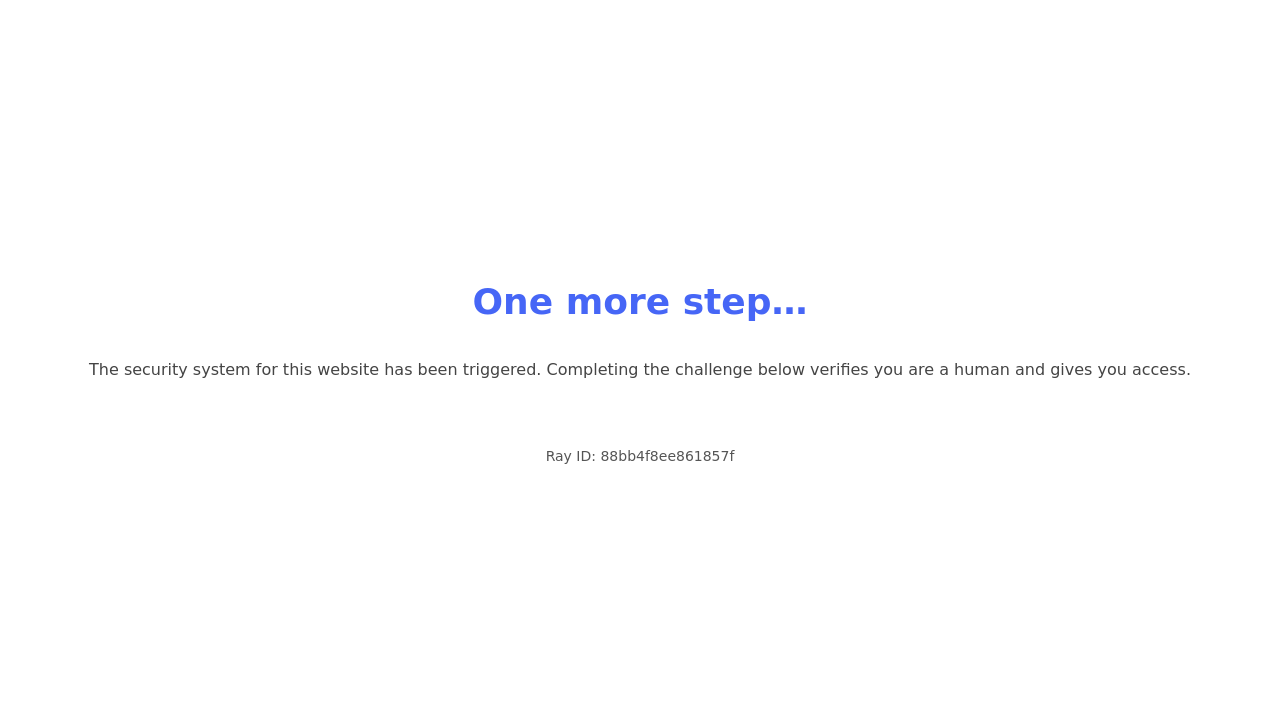 One more step…
The security system for this website has been triggered. Completing the challenge below verifies you are a human and gives you access.
Ray ID: 88bb4f8ee861857f